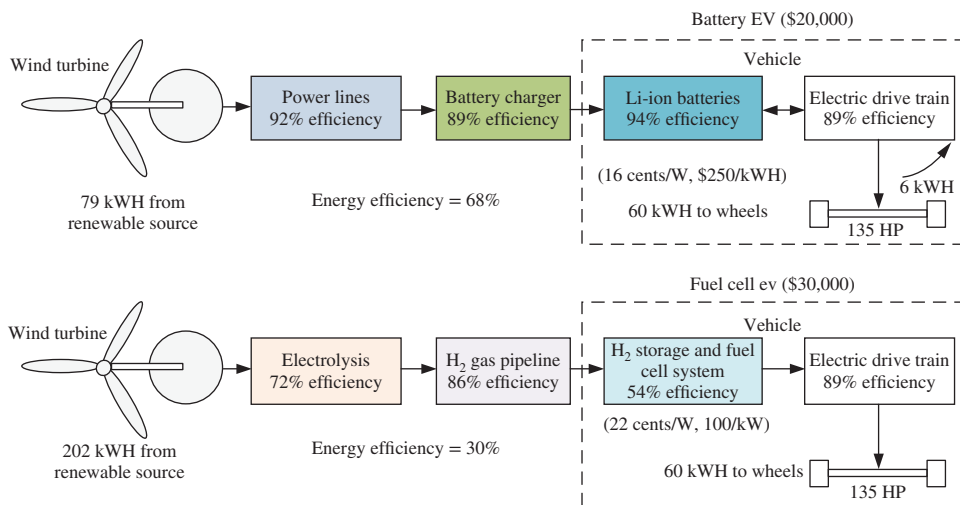 Battery EV ($20,000)
Wind turbine
Vehicle
Power lines
92% efficiency
Battery charger
89% efficiency
Li-ion batteries
94% efficiency
Electric drive train
89% efficiency
79 kWH from
renewable source
Energy efficiency = 68%
(16 cents/W, $250/kWH)
6 kWH
60 kWH to wheels
135 HP
Fuel cell ev ($30,000)
Wind turbine
Vehicle
Electrolysis
72% efficiency
H₂ gas pipeline
86% efficiency
H₂ storage and fuel
cell system
54% efficiency
Electric drive train
89% efficiency
202 kWH from
renewable source
Energy efficiency = 30%
(22 cents/W, 100/kW)
60 kWH to wheels
135 HP